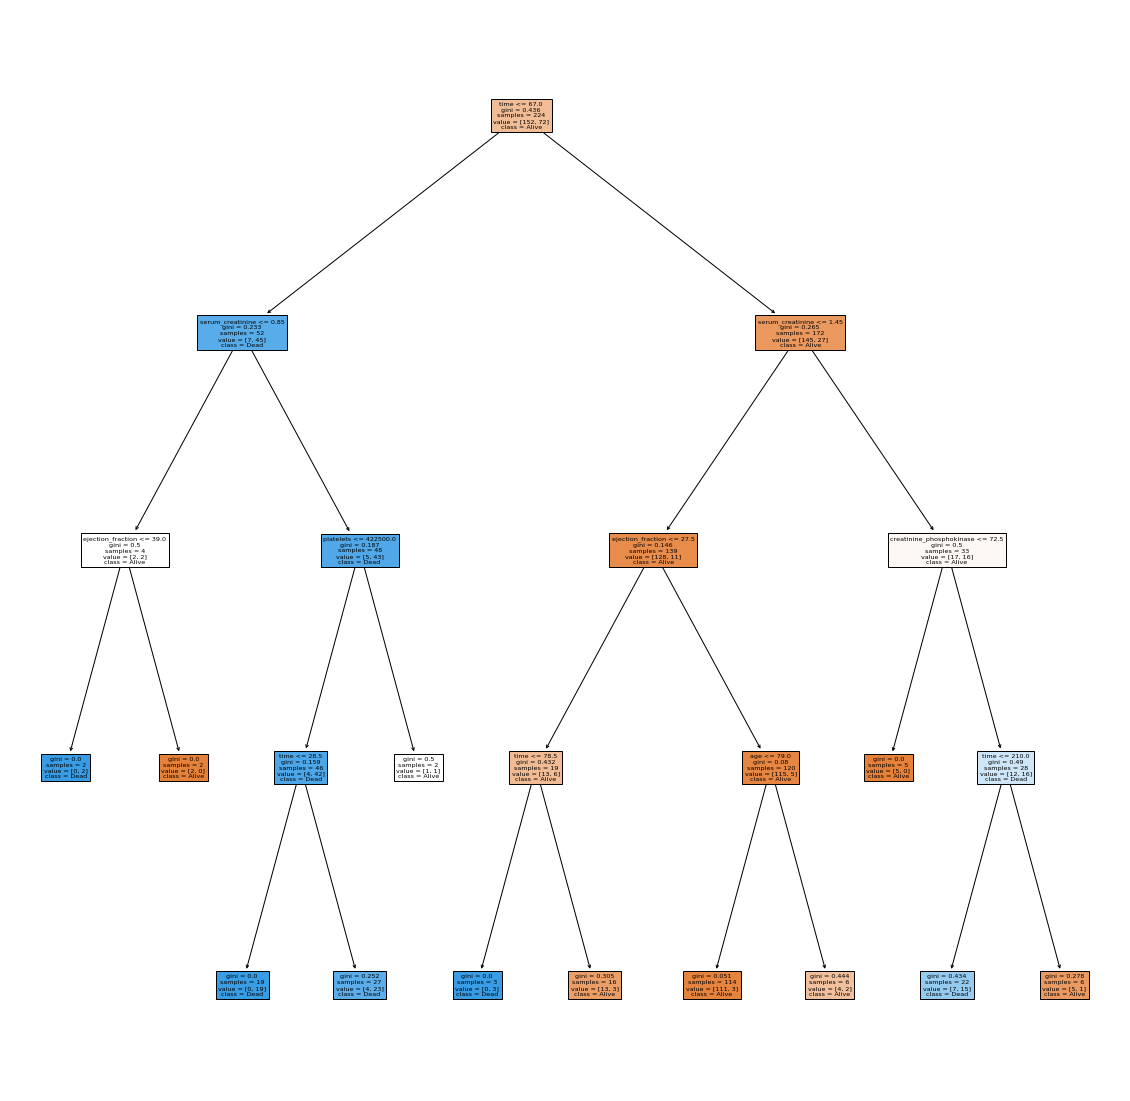 time <= 67.0
gini = 0.436
samples = 224
value = [152, 72]
class = Alive
serum_creatinine <= 0.85
gini = 0.233
samples = 52
value = [7, 45]
class = Dead
serum_creatinine <= 1.45
gini = 0.265
samples = 172
value = [145, 27]
class = Alive
ejection_fraction <= 39.0
gini = 0.5
samples = 4
value = [2, 2]
class = Alive
platelets <= 422500.0
gini = 0.187
samples = 48
value = [5, 43]
class = Dead
ejection_fraction <= 27.5
gini = 0.146
samples = 139
value = [128, 11]
class = Alive
creatinine_phosphokinase <= 72.5
gini = 0.5
samples = 33
value = [17, 16]
class = Alive
gini = 0.0
samples = 2
value = [0, 2]
class = Dead
gini = 0.0
samples = 2
value = [2, 0]
class = Alive
time <= 28.5
gini = 0.159
samples = 46
value = [4, 42]
class = Dead
gini = 0.5
samples = 2
value = [1, 1]
class = Alive
time <= 78.5
gini = 0.432
samples = 19
value = [13, 6]
class = Alive
age <= 79.0
gini = 0.08
samples = 120
value = [115, 5]
class = Alive
gini = 0.0
samples = 5
value = [5, 0]
class = Alive
time <= 210.0
gini = 0.49
samples = 28
value = [12, 16]
class = Dead
gini = 0.0
samples = 19
value = [0, 19]
class = Dead
gini = 0.252
samples = 27
value = [4, 23]
class = Dead
gini = 0.0
samples = 3
value = [0, 3]
class = Dead
gini = 0.305
samples = 16
value = [13, 3]
class = Alive
gini = 0.051
samples = 114
value = [111, 3]
class = Alive
gini = 0.444
samples = 6
value = [4, 2]
class = Alive
gini = 0.434
samples = 22
value = [7, 15]
class = Dead
gini = 0.278
samples = 6
value = [5, 1]
class = Alive